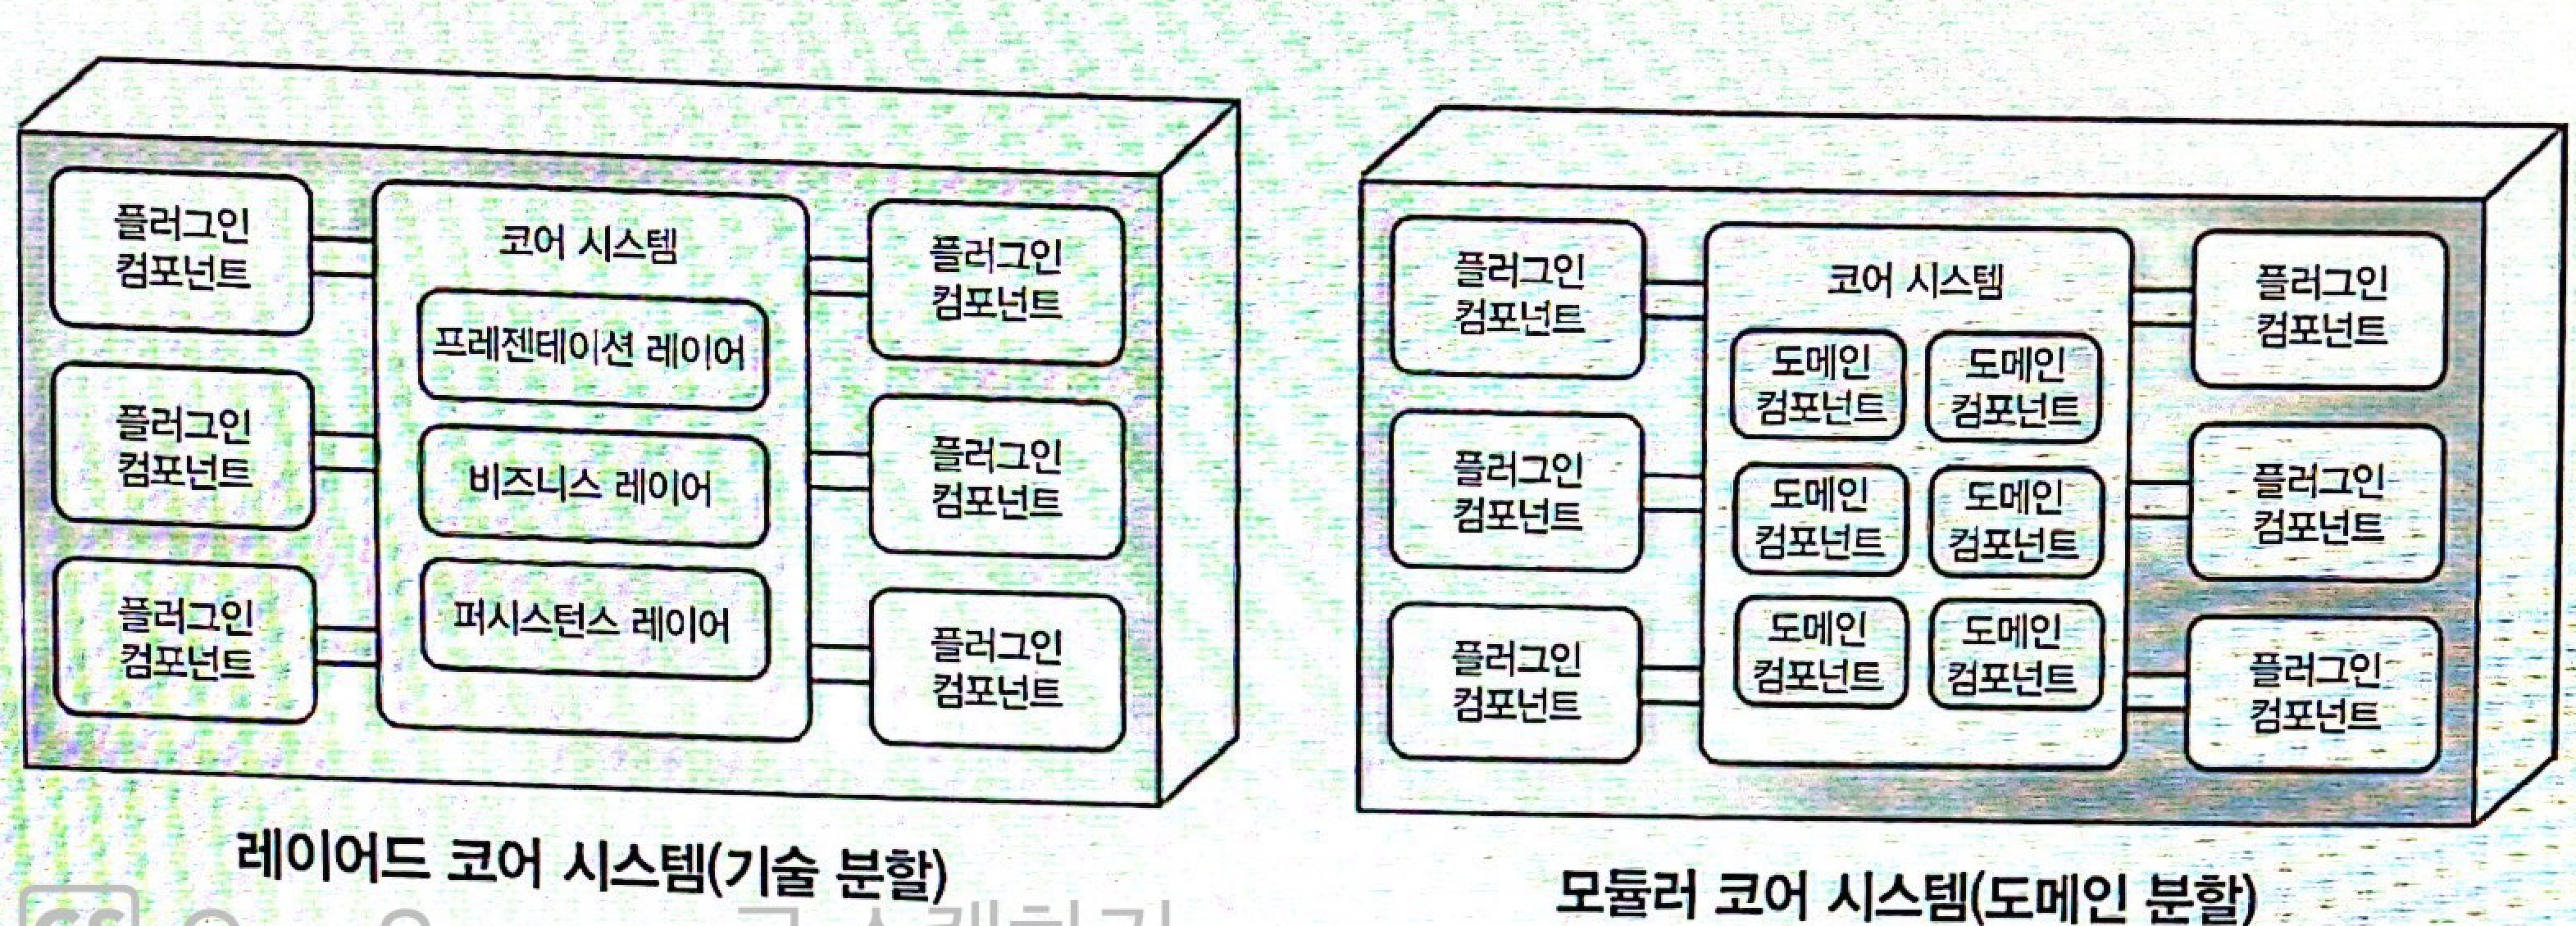 플러그인
컴포넌트
플러그인
컴포넌트
플러그인
컴포넌트
코어 시스템
프레젠테이션 레이어
비즈니스 레이어
퍼시스턴스 레이어
플러그인
컴포넌트
플러그인
컴포넌트
플러그인
컴포넌트
레이어드 코어 시스템(기술 분할)
플러그인
컴포넌트
플러그인
컴포넌트
플러그인
컴포넌트
코어 시스템
도메인
컴포넌트
도메인
컴포넌트
도메인
컴포넌트
도메인
컴포넌트
도메인
컴포넌트
도메인
컴포넌트
플러그인
컴포넌트
플러그인
컴포넌트
플러그인
컴포넌트
모듈러 코어 시스템(도메인 분할)
CS